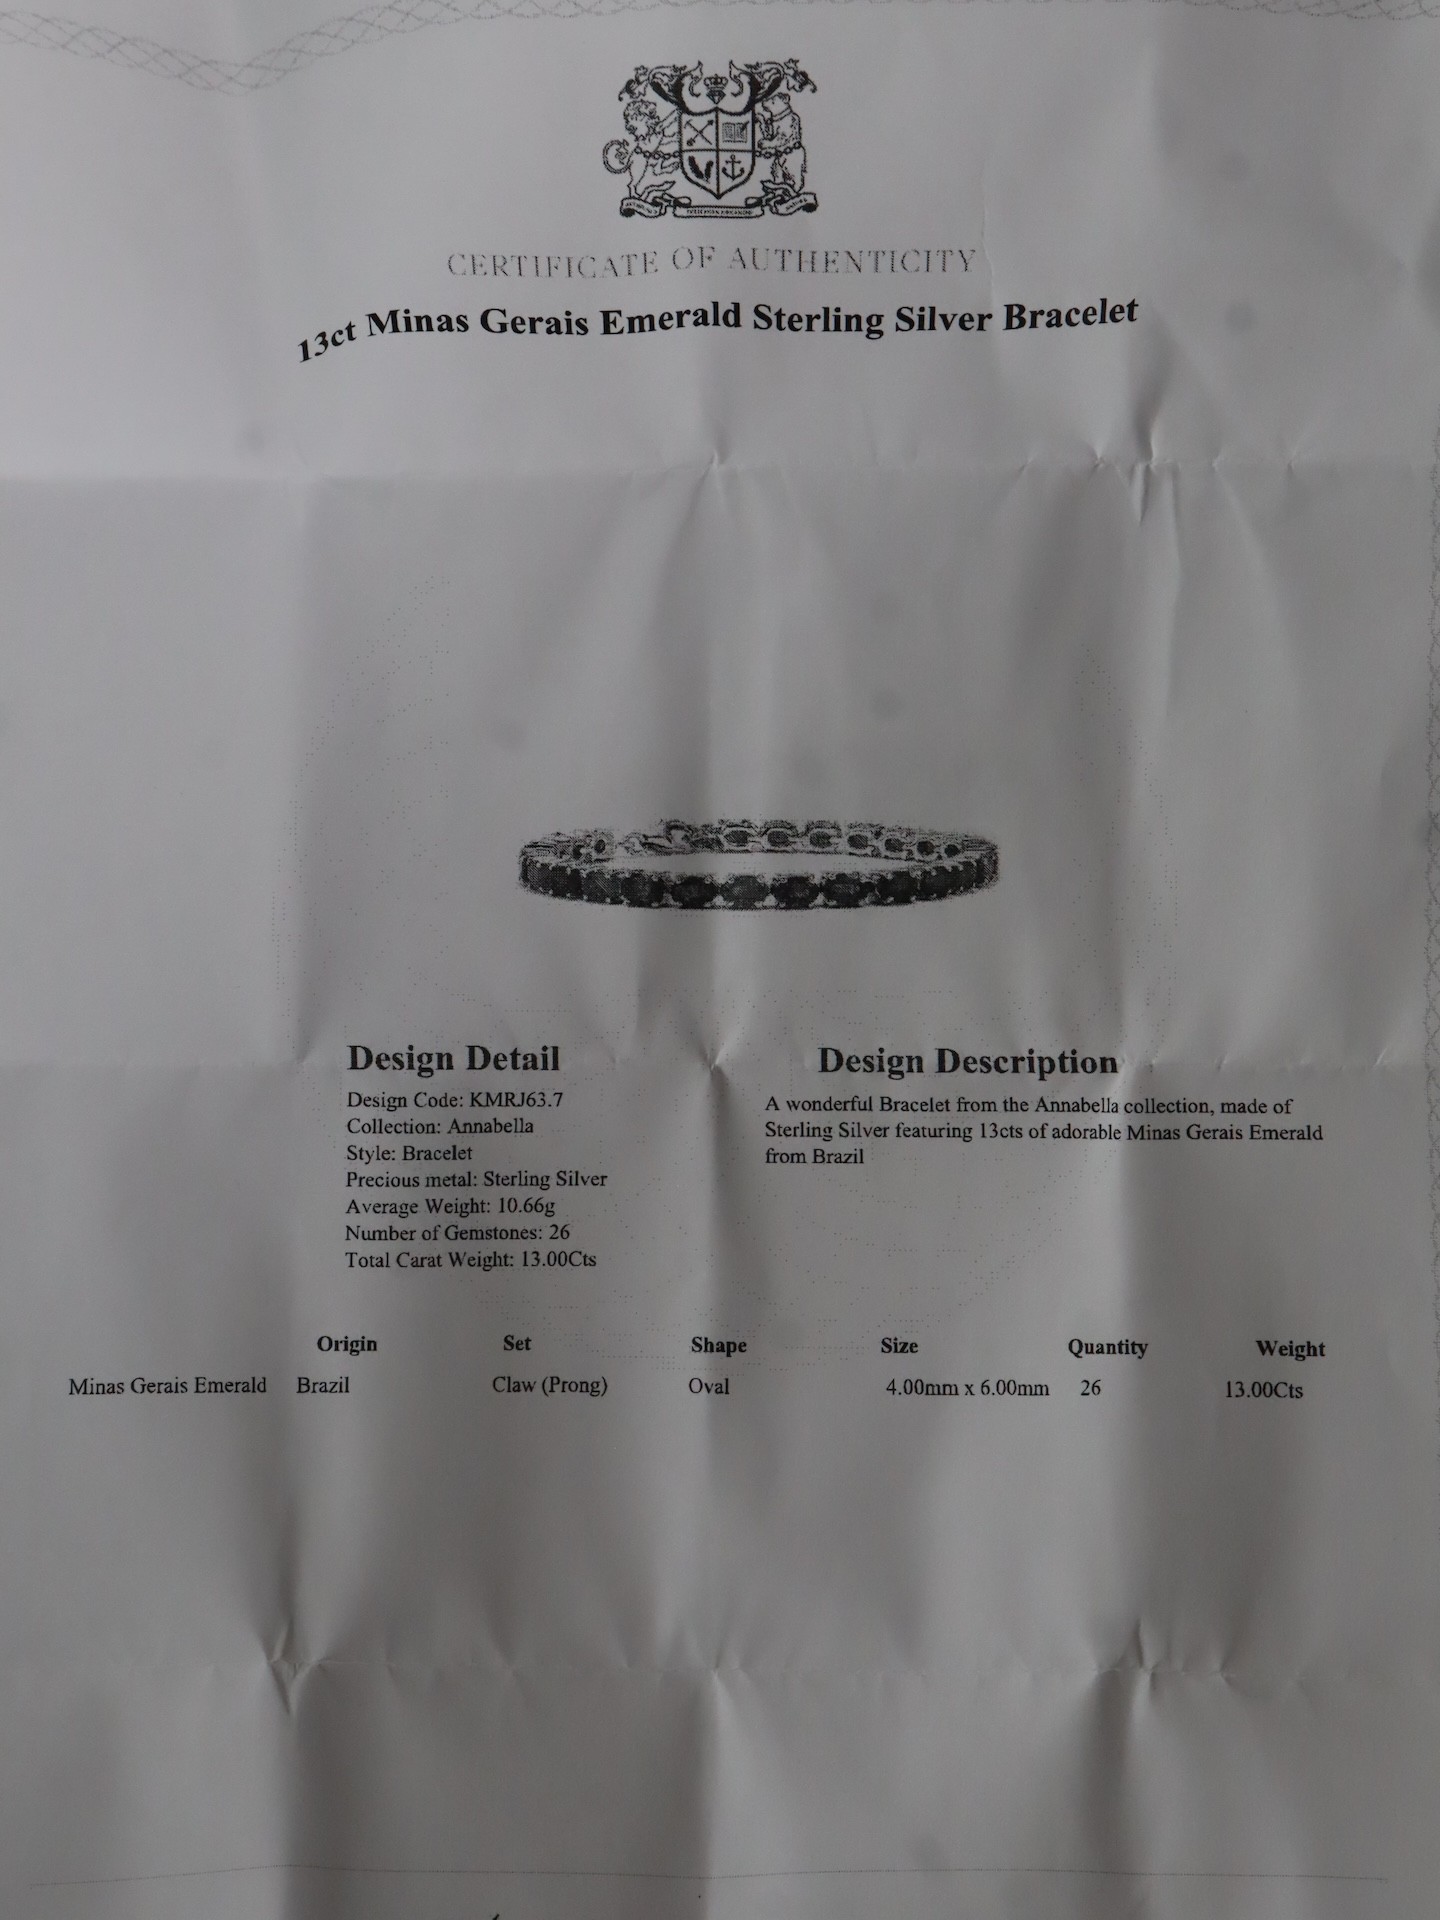 CERTIFICATE OF AUTHENTICITY
13ct Minas Gerais Emerald Sterling Silver Bracelet
Design Detail
Design Code: KMRJ63.7
Collection: Annabella
Style: Bracelet
Precious metal: Sterling Silver
Average Weight: 10.66g
Number of Gemstones: 26
Total Carat Weight: 13.00Cts
Design Description
A wonderful Bracelet from the Annabella collection, made of
Sterling Silver featuring 13cts of adorable Minas Gerais Emerald
from Brazil
Origin Set Shape Size Quantity Weight
Minas Gerais Emerald Brazil Claw (Prong) Oval 4.00mm x 6.00mm 26 13.00Cts